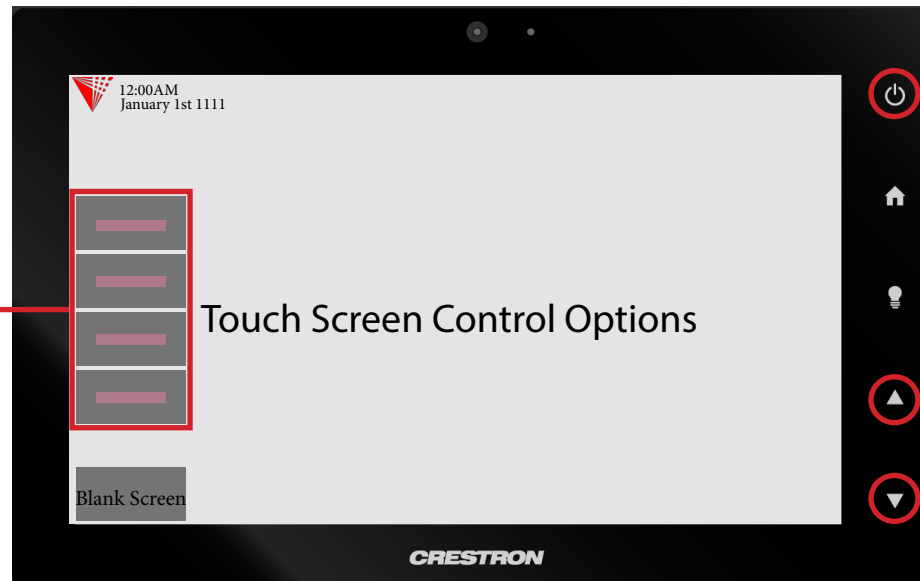 12:00AM
January 1st 1111
Touch Screen Control Options
Blank Screen
CRESTRON